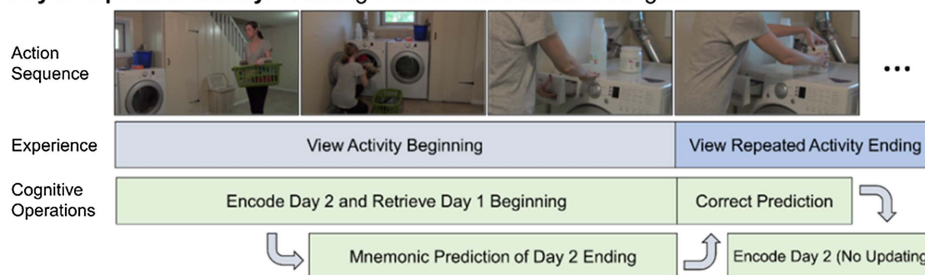 Action
Sequence
...
Experience
View Activity Beginning
View Repeated Activity Ending
Cognitive
Operations
Encode Day 2 and Retrieve Day 1 Beginning
Correct Prediction
Mnemonic Prediction of Day 2 Ending
Encode Day 2 (No Updating